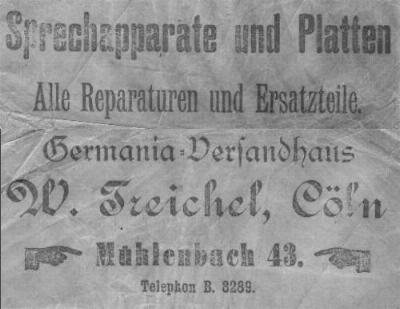 Sprechapparate und Platten
Alle Reparaturen und Ersatzteile.
Germania-Versandhaus
W. Treichel, Cöln
Mühlenbach 43.
Telephon B. 3289.